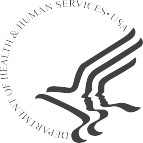 DEPARTMENT OF HEALTH & HUMAN SERVICES • USA